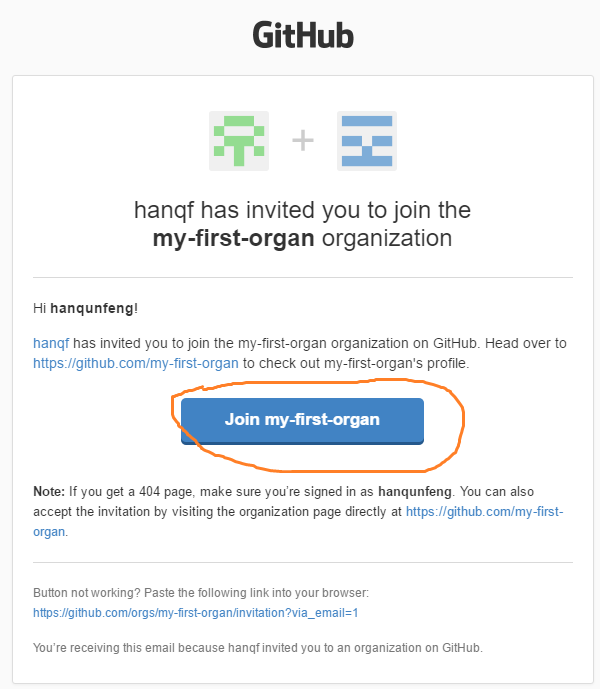 GitHub
+
hanqf has invited you to join the
my-first-organ organization
Hi hanqunfeng!
hanqf has invited you to join the my-first-organ organization on GitHub. Head over to
https://github.com/my-first-organ to check out my-first-organ's profile.
Join my-first-organ
Note: If you get a 404 page, make sure you’re signed in as hanqunfeng. You can also
accept the invitation by visiting the organization page directly at https://github.com/my-first-
organ.
Button not working? Paste the following link into your browser:
https://github.com/orgs/my-first-organ/invitation?via_email=1
You’re receiving this email because hanqf invited you to an organization on GitHub.